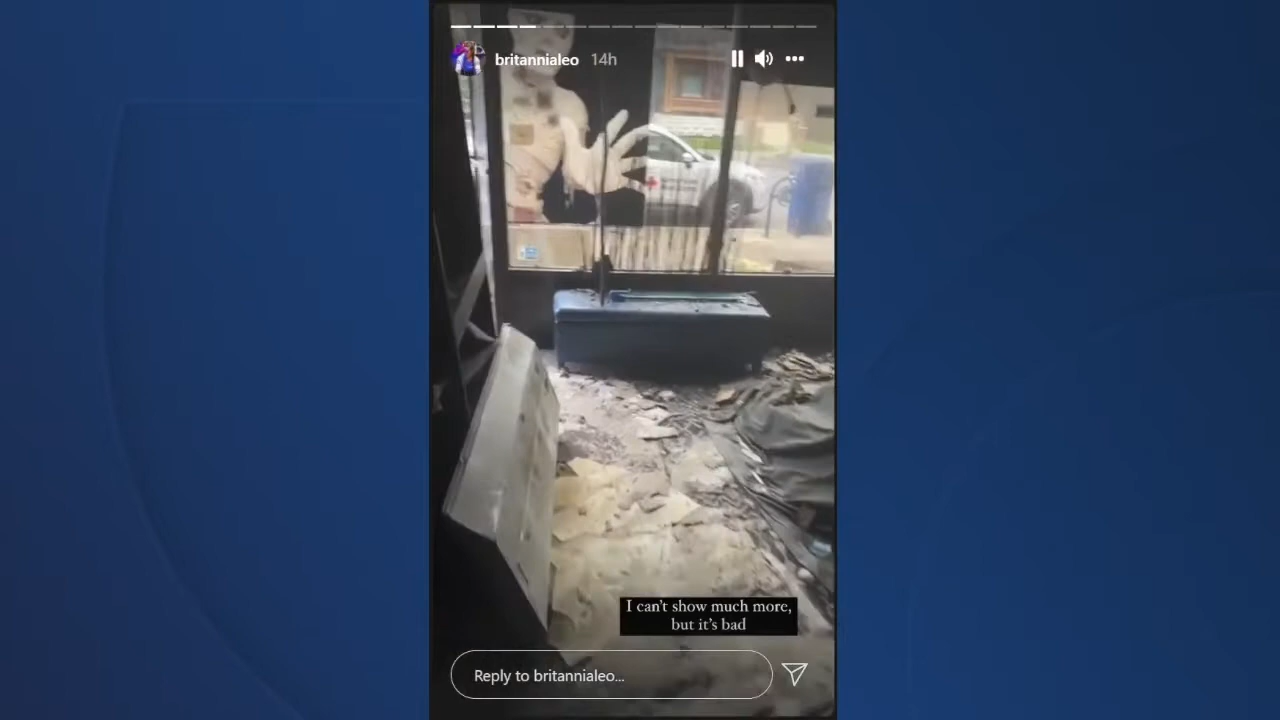 britannialeo 14h
I can't show much more,
but it's bad
Reply to britannialeo...